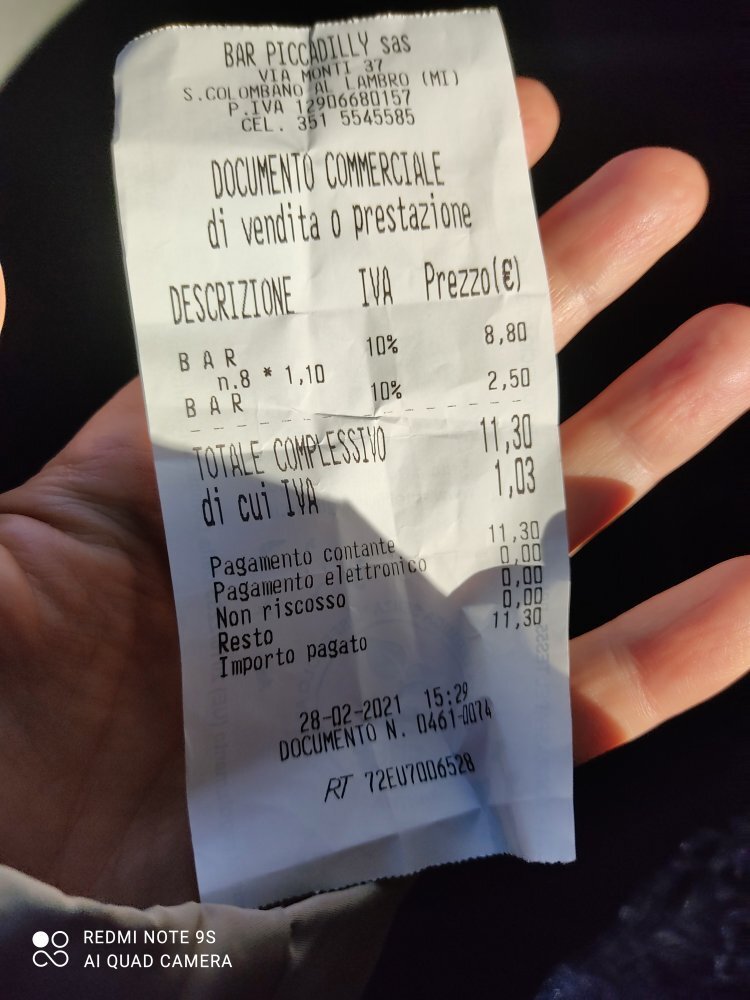 BAR PICCADILLY sas
VIA MONTI 37
S.COLOMBANO AL LAMBRO (MI)
P.IVA 12906680157
CEL. 351 5545585
DOCUMENTO COMMERCIALE
di vendita o prestazione
DESCRIZIONE IVA Prezzo(€)
BAR 10% 8,80
n.8 * 1,10
BAR 10% 2,50
TOTALE COMPLESSIVO 11,30
di cui IVA 1,03
Pagamento contante 11,30
Pagamento elettronico 0,00
Non riscosso 0,00
Resto 0,00
Importo pagato 11,30
28-02-2021 15:29
DOCUMENTO N. 0461-0074
RT 72EU7006528
REDMI NOTE 9S
AI QUAD CAMERA